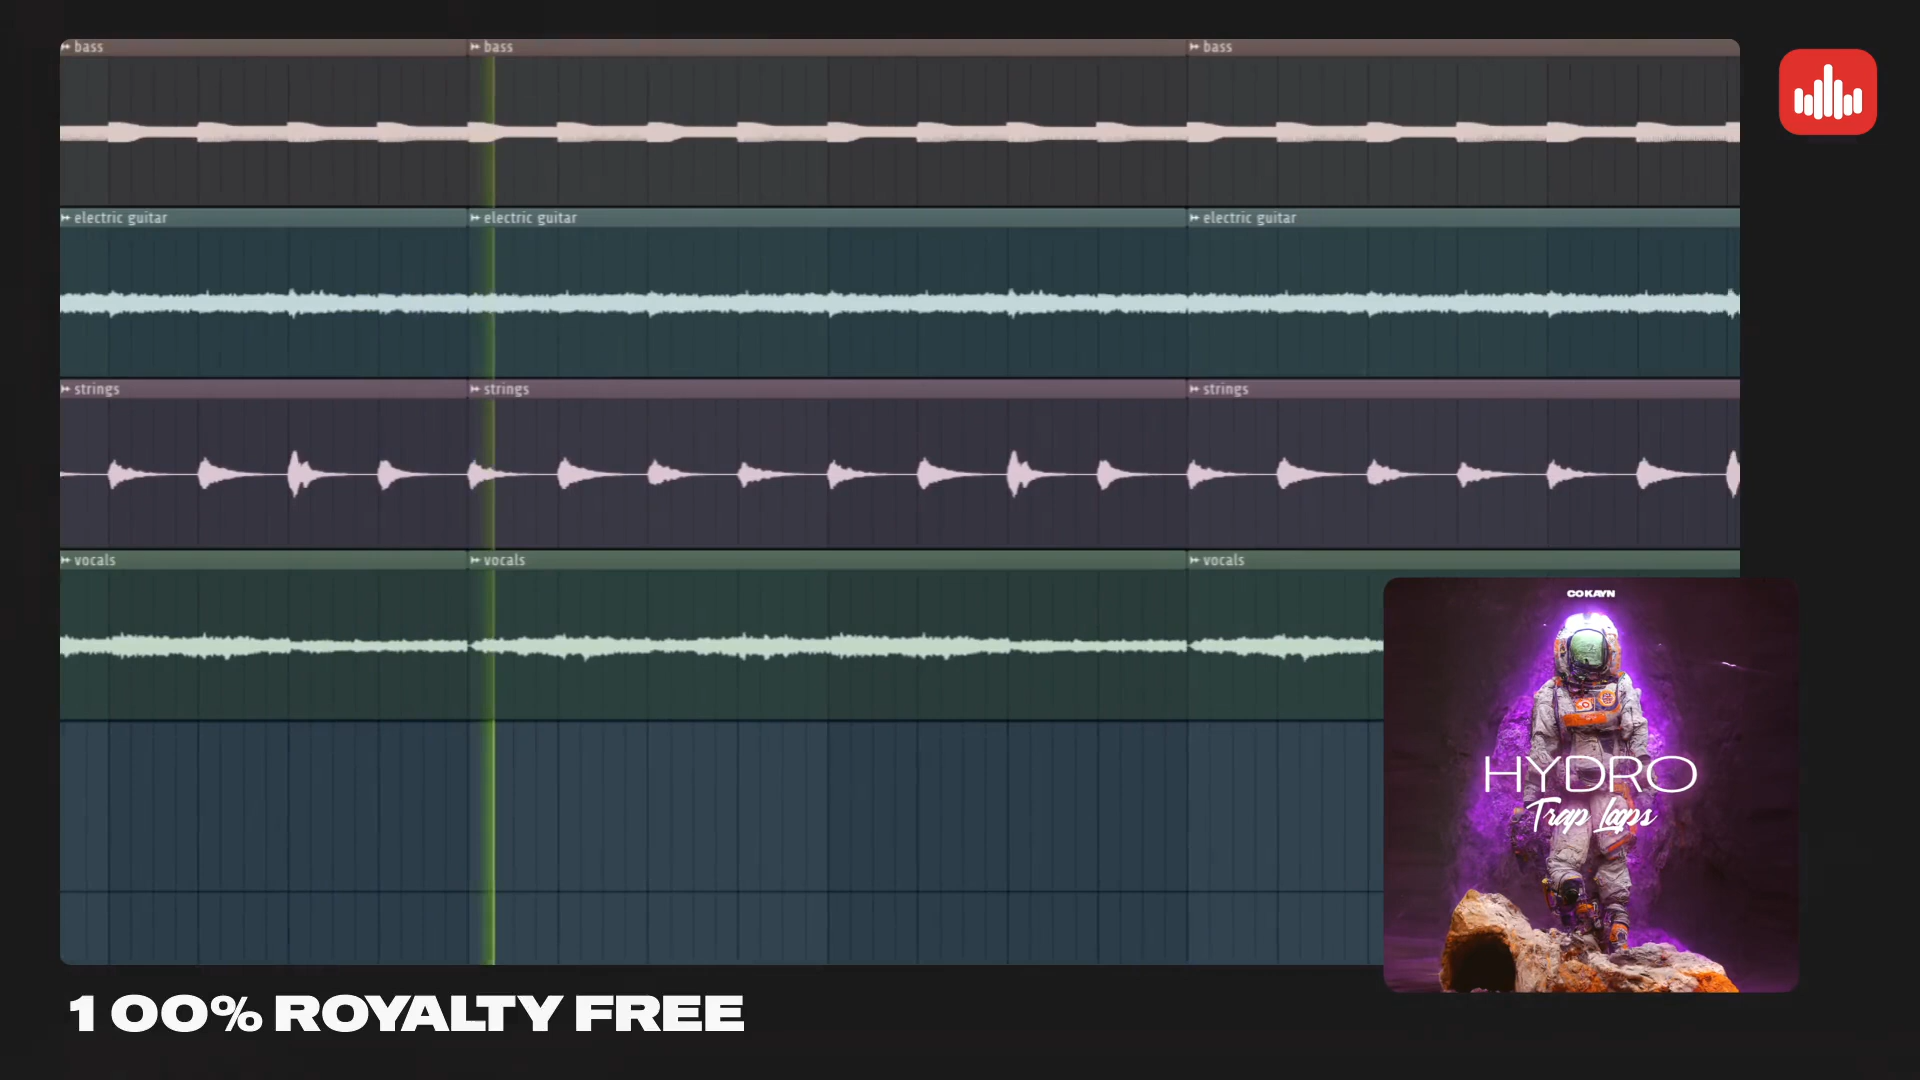 bass bass bass
electric guitar electric guitar electric guitar
strings strings strings
vocals vocals vocals
COKAYN
HYDRO
Trap Loops
100% ROYALTY FREE